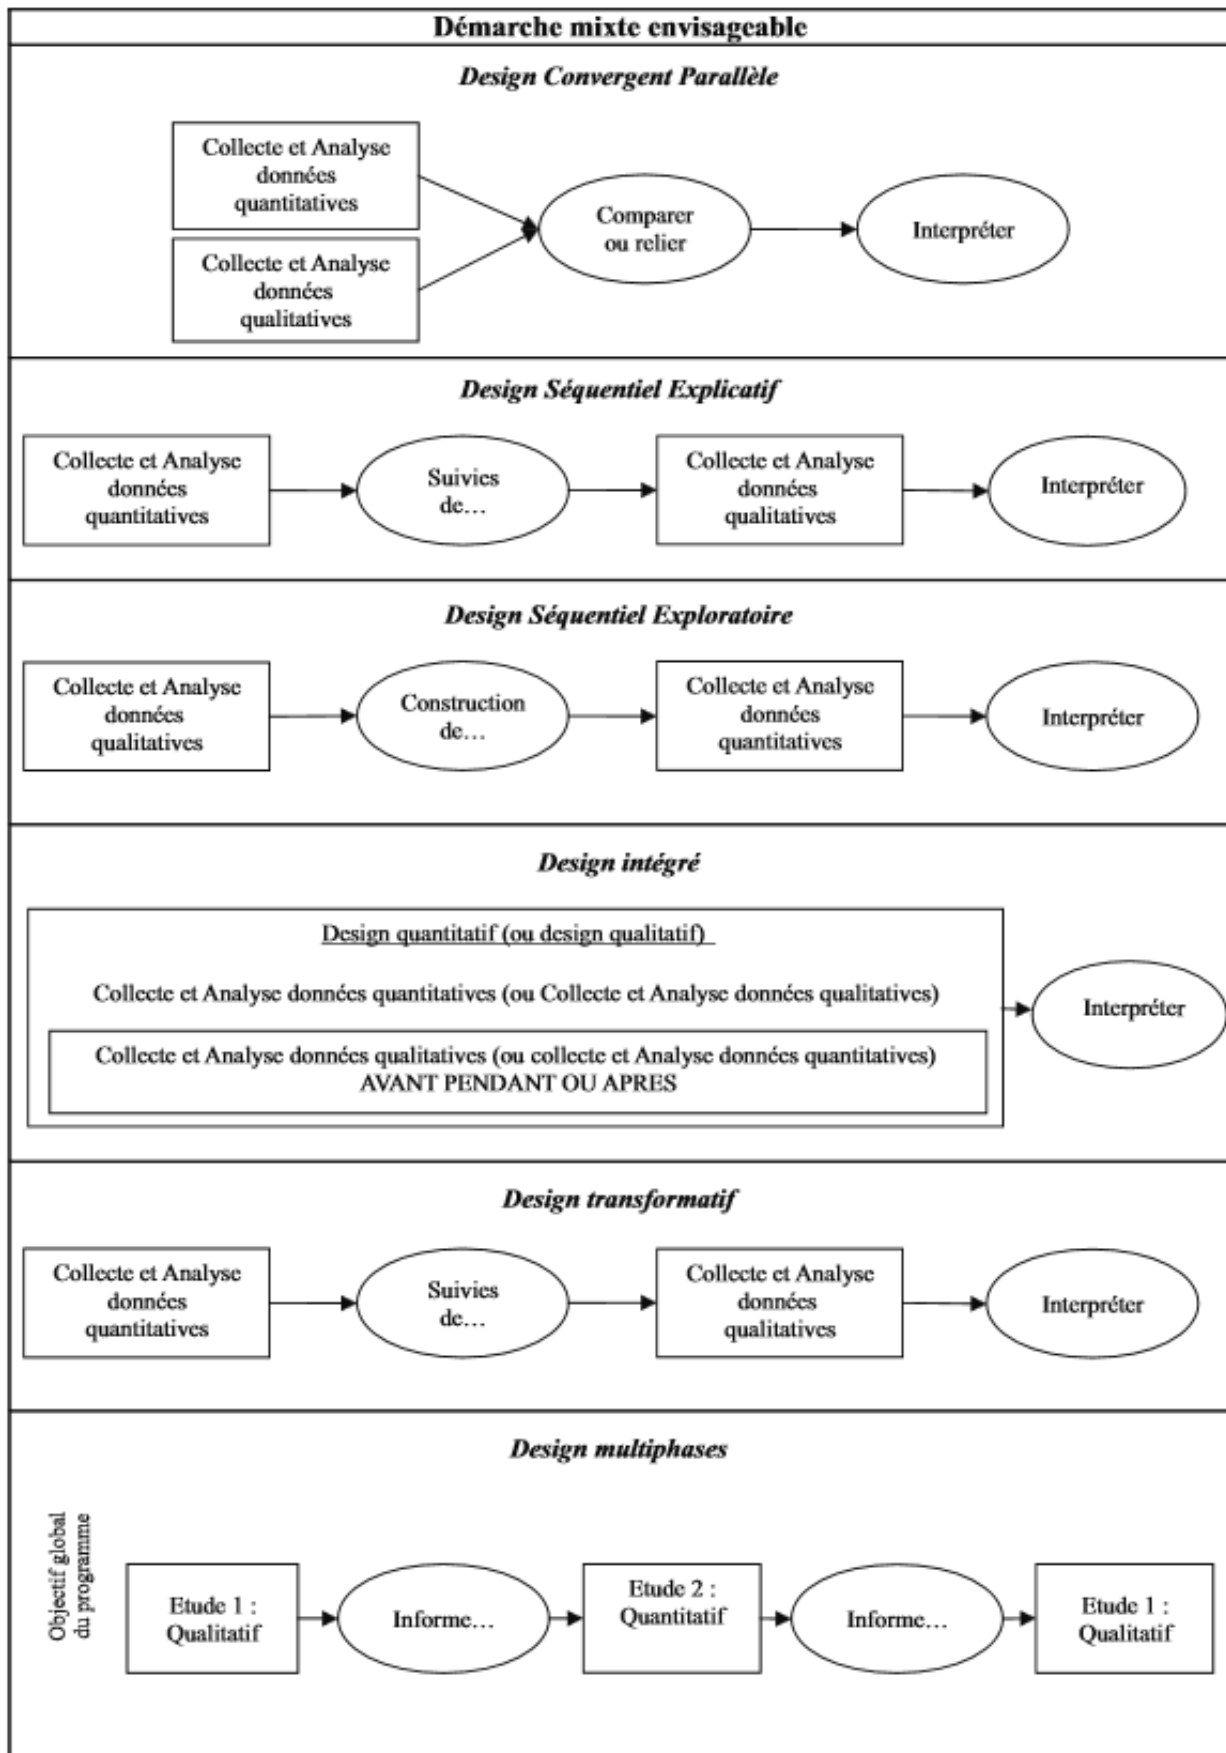 Démarche mixte envisageable
Design Convergent Parallèle
Collecte et Analyse
données
quantitatives
Collecte et Analyse
données
qualitatives
Comparer
ou relier
Interpréter
Design Séquentiel Explicatif
Collecte et Analyse
données
quantitatives
Suivies
de…
Collecte et Analyse
données
qualitatives
Interpréter
Design Séquentiel Exploratoire
Collecte et Analyse
données
qualitatives
Construction
de…
Collecte et Analyse
données
quantitatives
Interpréter
Design intégré
Design quantitatif (ou design qualitatif)
Collecte et Analyse données quantitatives (ou Collecte et Analyse données qualitatives)
Collecte et Analyse données qualitatives (ou collecte et Analyse données quantitatives)
AVANT PENDANT OU APRES
Interpréter
Design transformatif
Collecte et Analyse
données
quantitatives
Suivies
de…
Collecte et Analyse
données
qualitatives
Interpréter
Design multiphases
Objectif global
du programme
Etude 1 :
Qualitatif
Informe…
Etude 2 :
Quantitatif
Informe…
Etude 1 :
Qualitatif